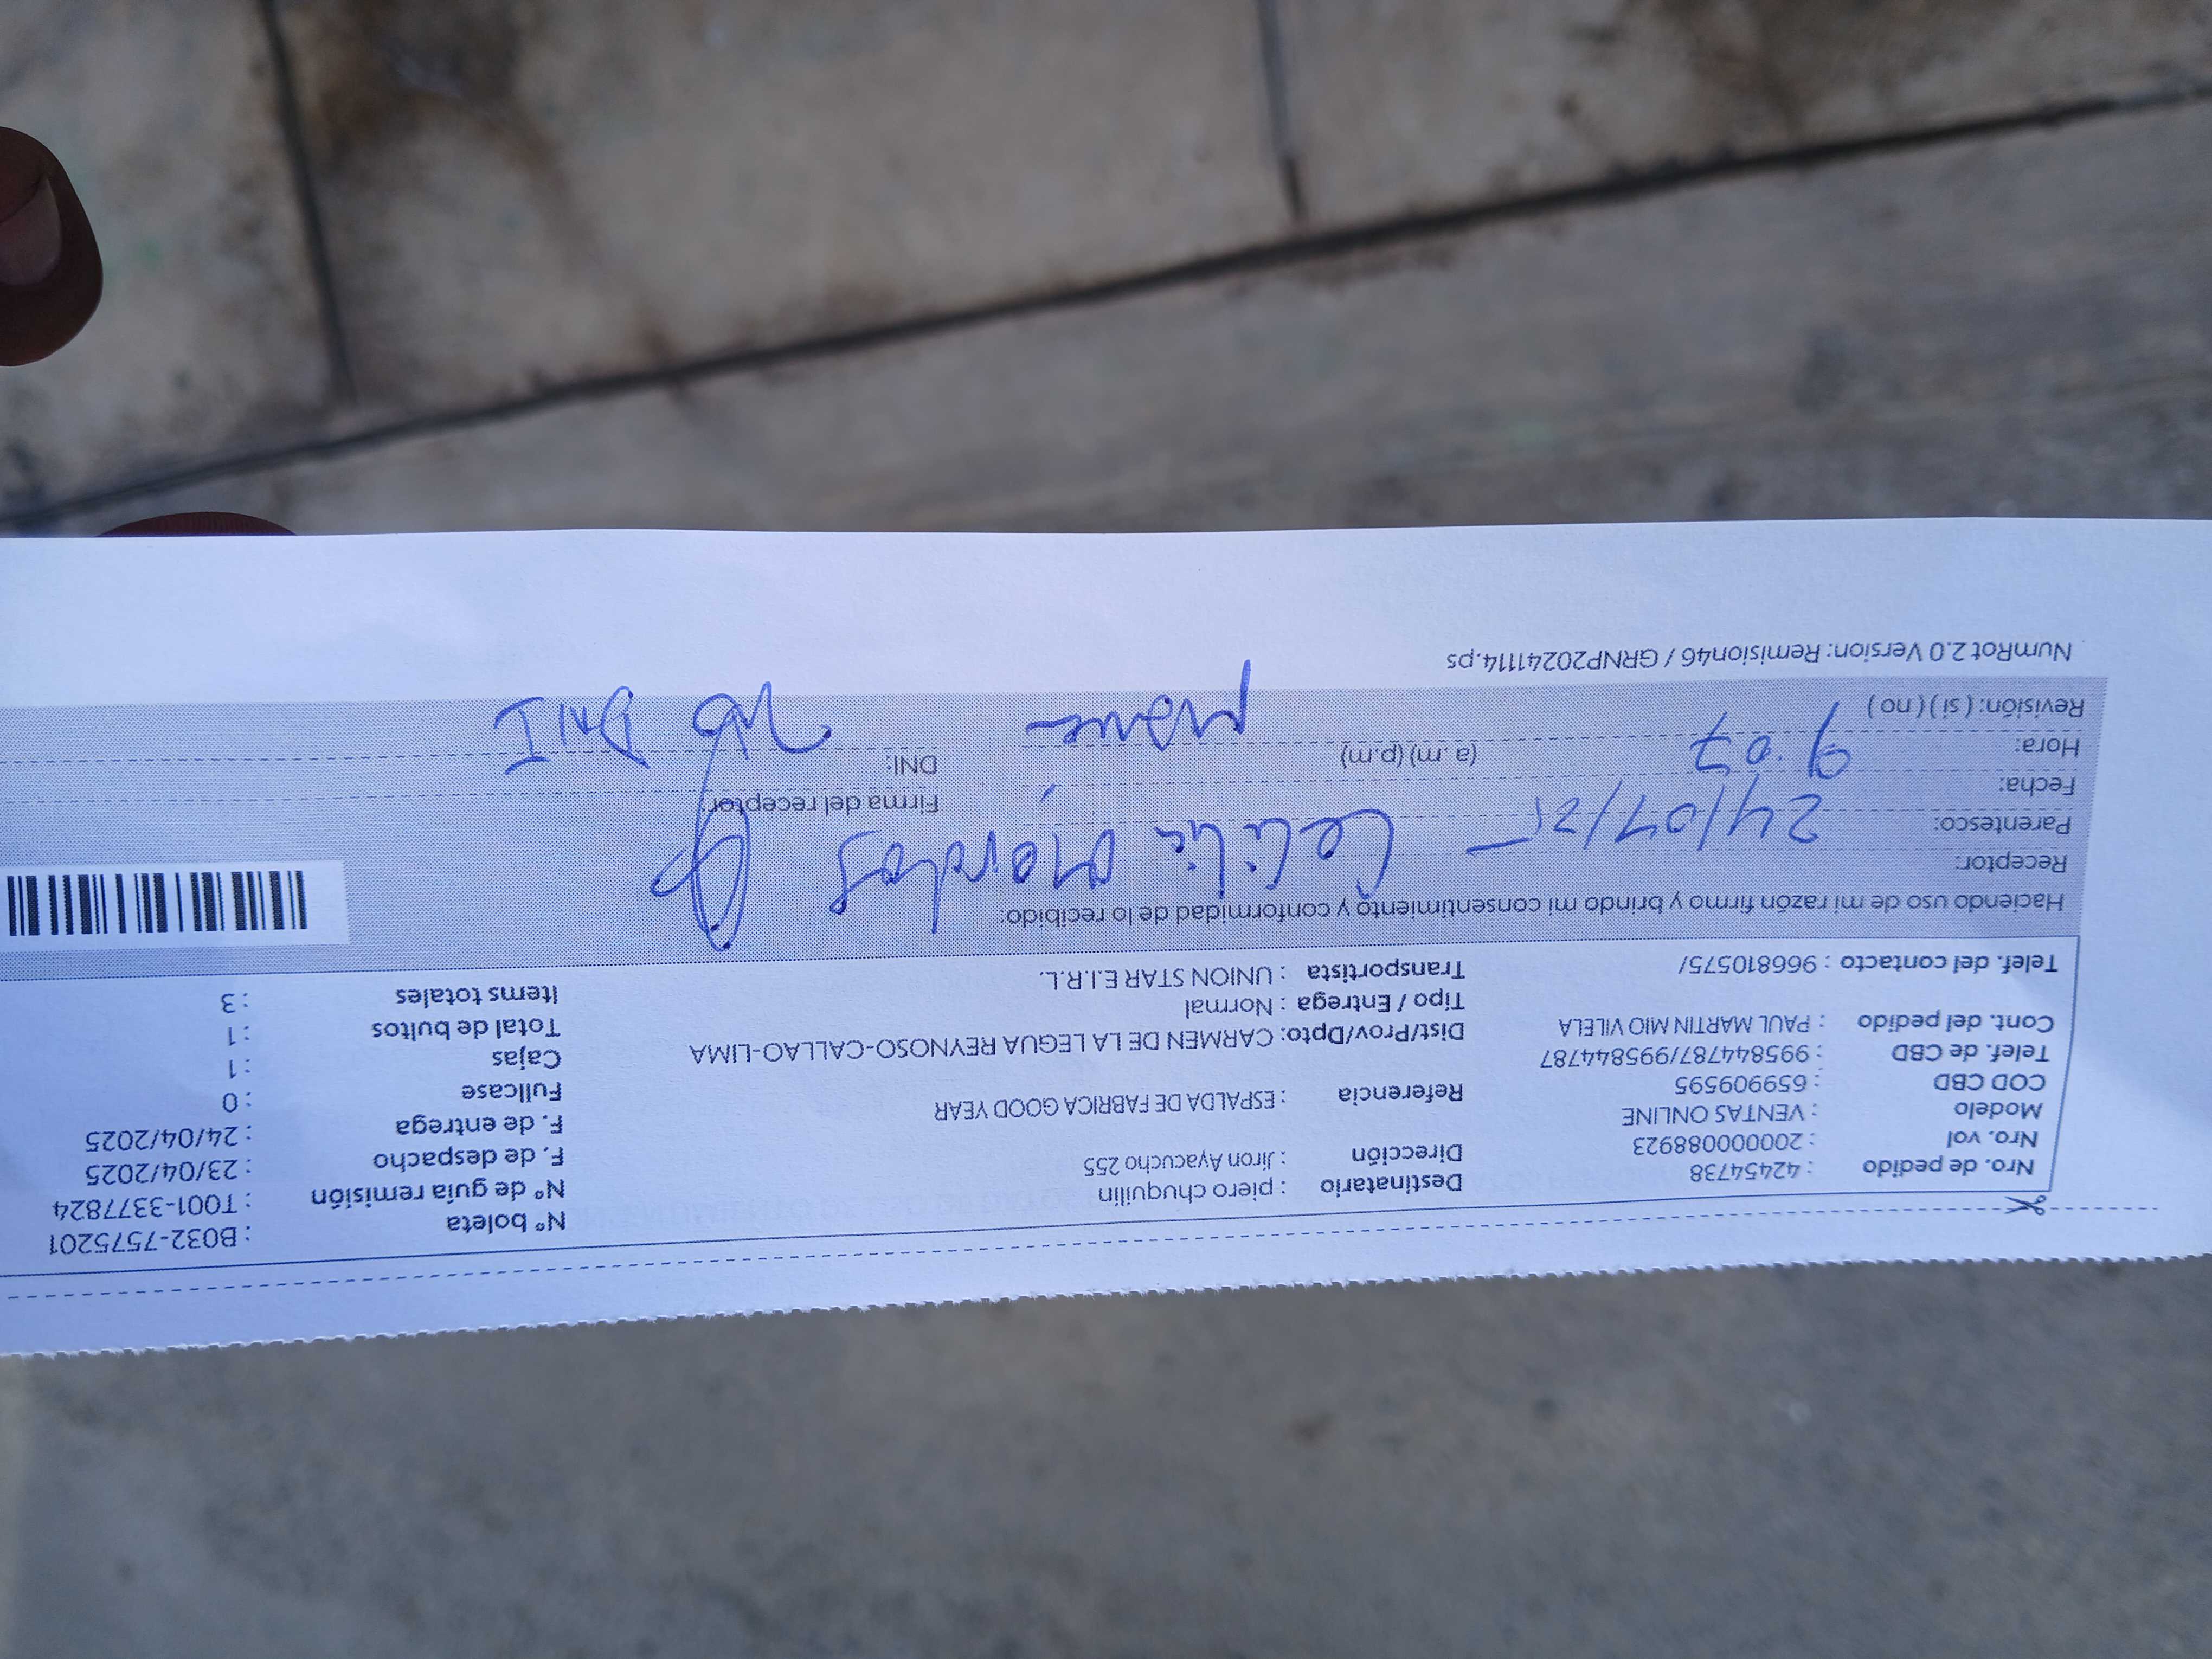 Nro. de pedido : 42454738
Nro. vol : 20000088923
Modelo : VENTAS ONLINE
COD CBD : 659909595
Telef. de CBD : 995844787/995844787
Cont. del pedido : PAUL MARTIN MIO VILELA
Telef. del contacto : 966810575/
Destinatario : piero chuquilin
Dirección : Jiron Ayacucho 255
Referencia : ESPALDA DE FABRICA GOOD YEAR
Dist/Prov/Dpto: CARMEN DE LA LEGUA REYNOSO-CALLAO-LIMA
Tipo / Entrega : Normal
Transportista : UNION STAR E.I.R.L.
N° boleta : B032-7575201
N° de guía remisión : T001-3377824
F. de despacho : 23/04/2025
F. de entrega : 24/04/2025
Fullcase : 0
Cajas : 1
Total de bultos : 1
Items totales : 3
Haciendo uso de mi razón firmo y brindo mi consentimiento y conformidad de lo recibido:
Receptor:
Parentesco: 24/04/25 Cecilia
Fecha: Firma del receptor:
Hora: 9:07 (a.m) (p.m) DNI: No DNI
Revisión: ( si ) ( no )
NumRot 2.0 Version: Remision46 / GRNP20241114.ps